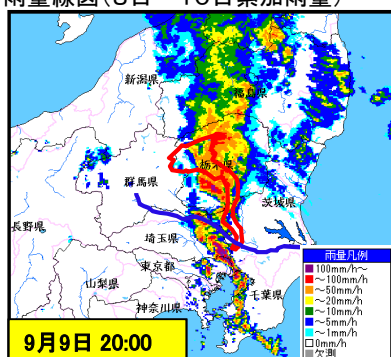 雨量線図(8日～10日累加雨量)
新潟県
福島県
栃木県
群馬県
茨城県
長野県
埼玉県
東京都
山梨県
千葉県
神奈川県
雨量凡例
100mm/h～
～100mm/h
～50mm/h
～20mm/h
～10mm/h
～5mm/h
～1mm/h
0mm/h
欠測
9月9日 20:00